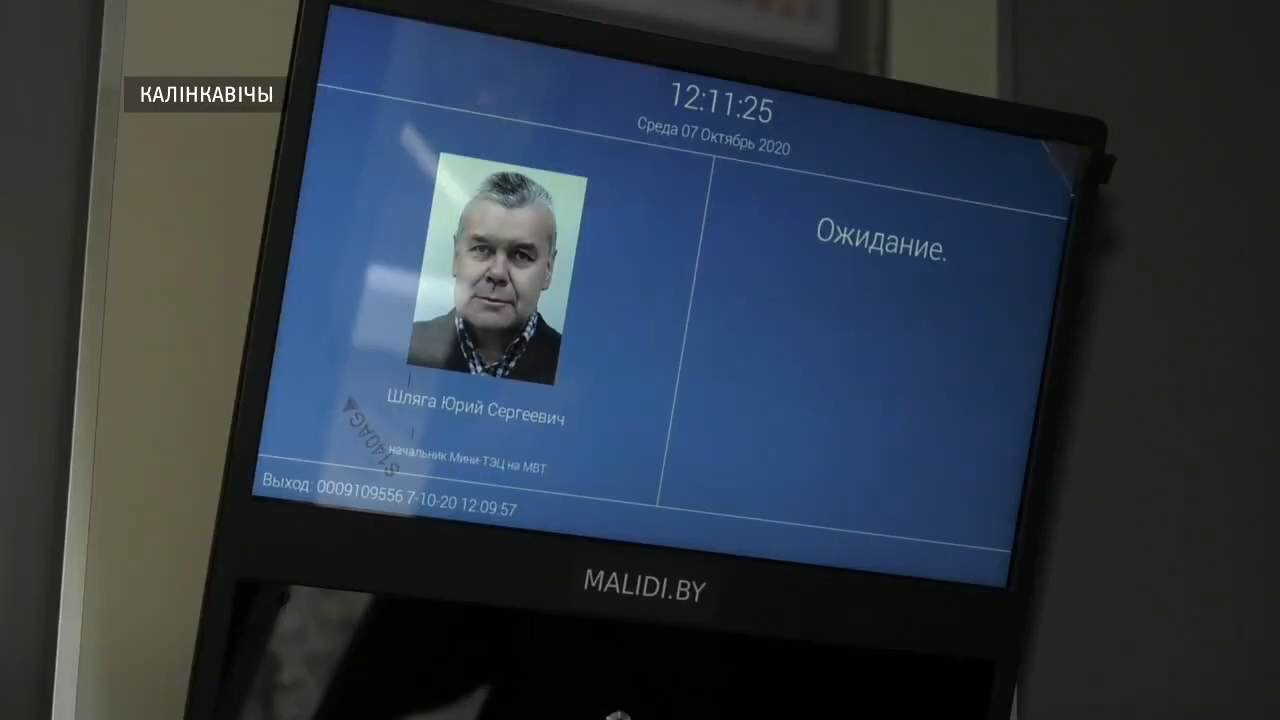 КАЛІНКАВІЧЫ
12:11:25
Среда 07 Октябрь 2020
Ожидание.
Шляга Юрий Сергеевич
начальник Мини-ТЭЦ на МВТ
S140AG
Выход: 0009109556 7-10-20 12:09:57
MALIDI.BY